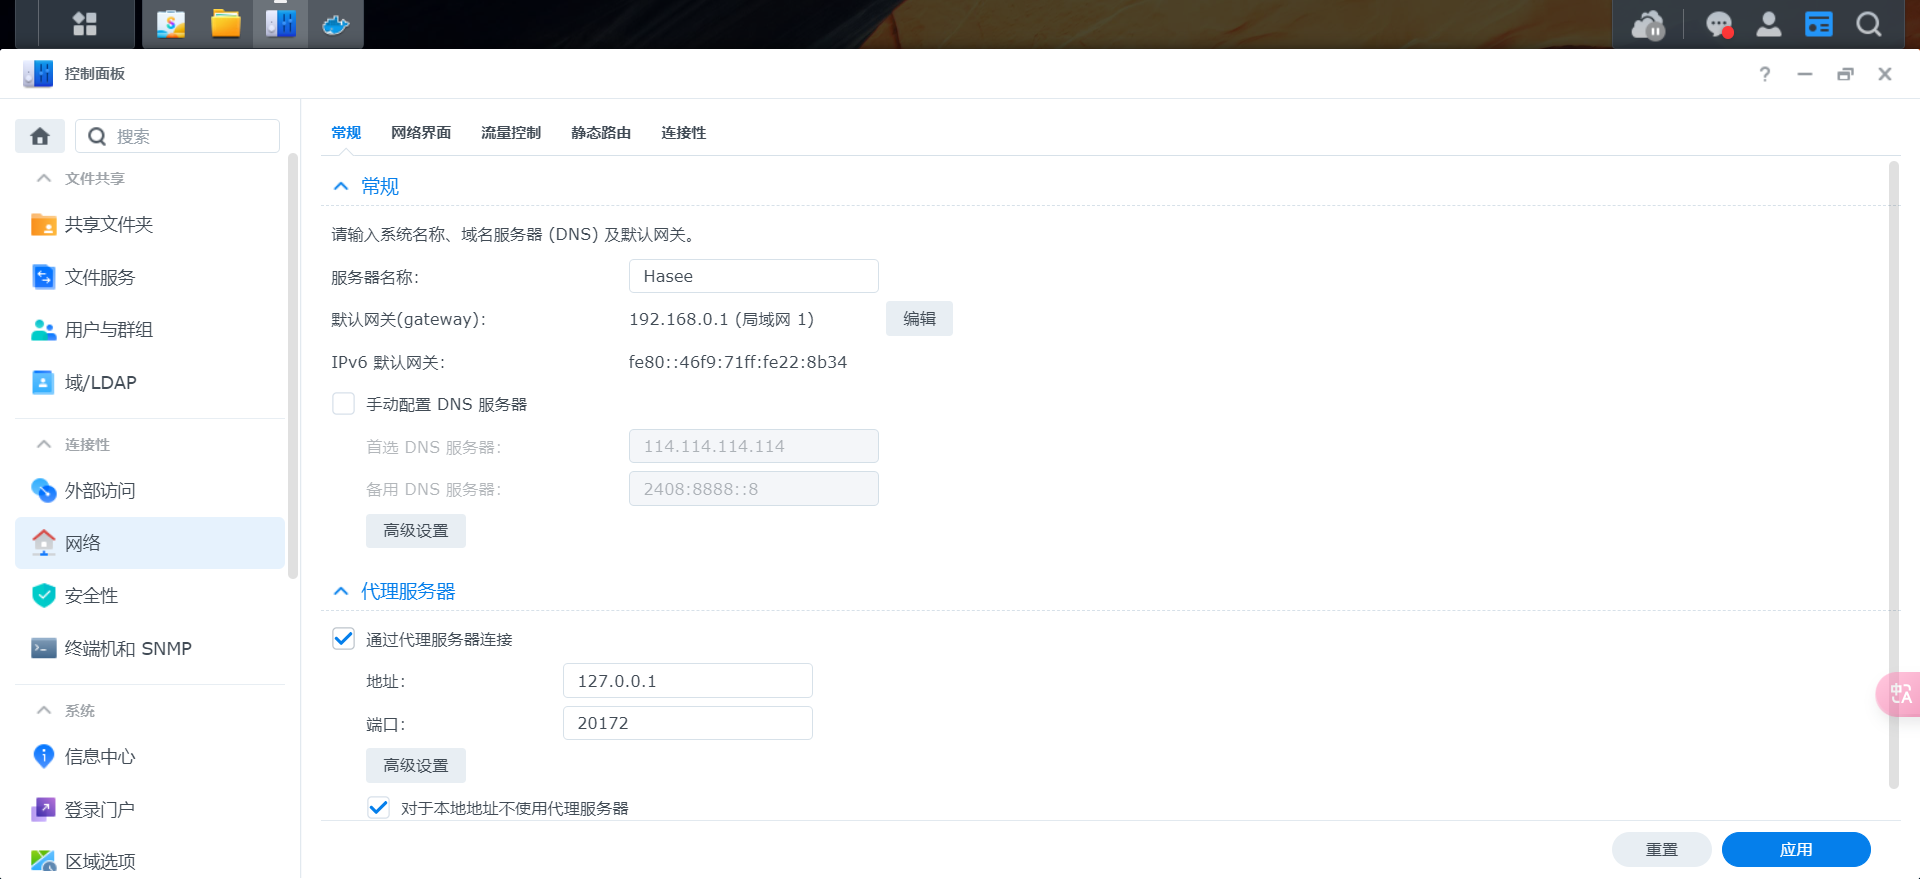 控制面板
搜索
文件共享
共享文件夹
文件服务
用户与群组
域/LDAP
连接性
外部访问
网络
安全性
终端机和 SNMP
系统
信息中心
登录门户
区域选项
常规 网络界面 流量控制 静态路由 连接性
常规
请输入系统名称、域名服务器 (DNS) 及默认网关。
服务器名称: Hasee
默认网关(gateway): 192.168.0.1 (局域网 1) 编辑
IPv6 默认网关: fe80::46f9:71ff:fe22:8b34
手动配置 DNS 服务器
首选 DNS 服务器: 114.114.114.114
备用 DNS 服务器: 2408:8888::8
高级设置
代理服务器
通过代理服务器连接
地址: 127.0.0.1
端口: 20172
高级设置
对于本地地址不使用代理服务器
重置 应用
中A